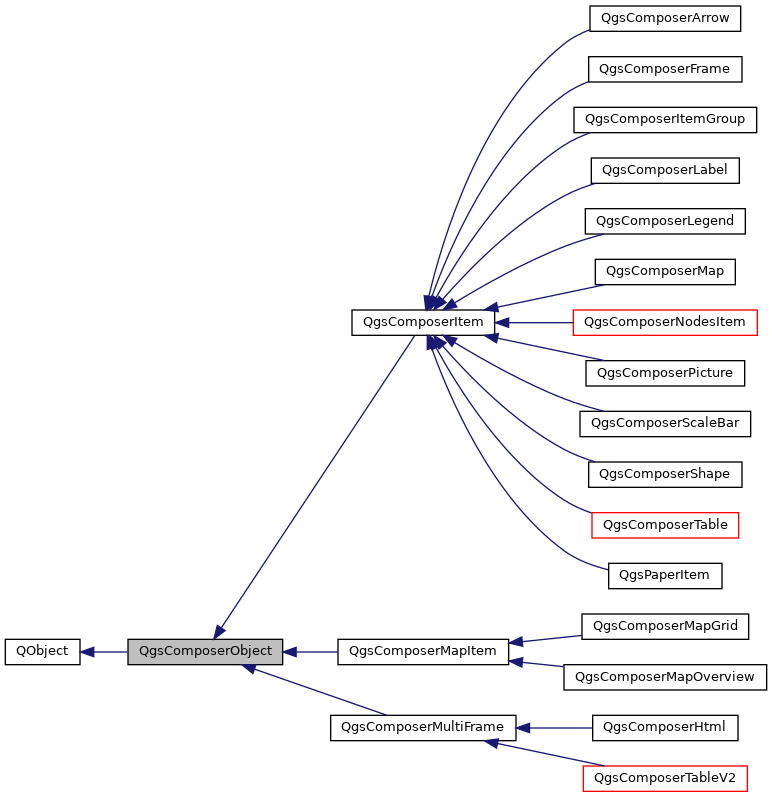 QgsComposerArrow
QgsComposerFrame
QgsComposerItemGroup
QgsComposerLabel
QgsComposerLegend
QgsComposerMap
QgsComposerItem
QgsComposerNodesItem
QgsComposerPicture
QgsComposerScaleBar
QgsComposerShape
QgsComposerTable
QgsPaperItem
QgsComposerMapGrid
QObject
QgsComposerObject
QgsComposerMapItem
QgsComposerMapOverview
QgsComposerMultiFrame
QgsComposerHtml
QgsComposerTableV2